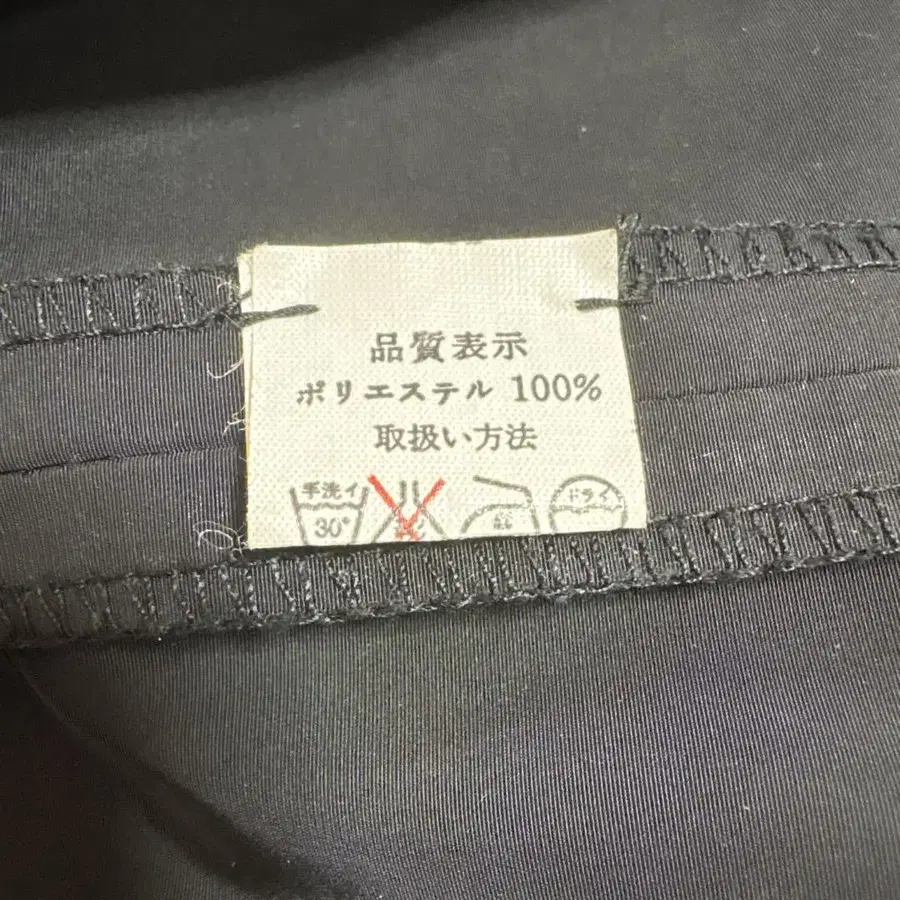 品質表示
ポリエステル 100%
取扱い方法
手洗イ ドライ
30°